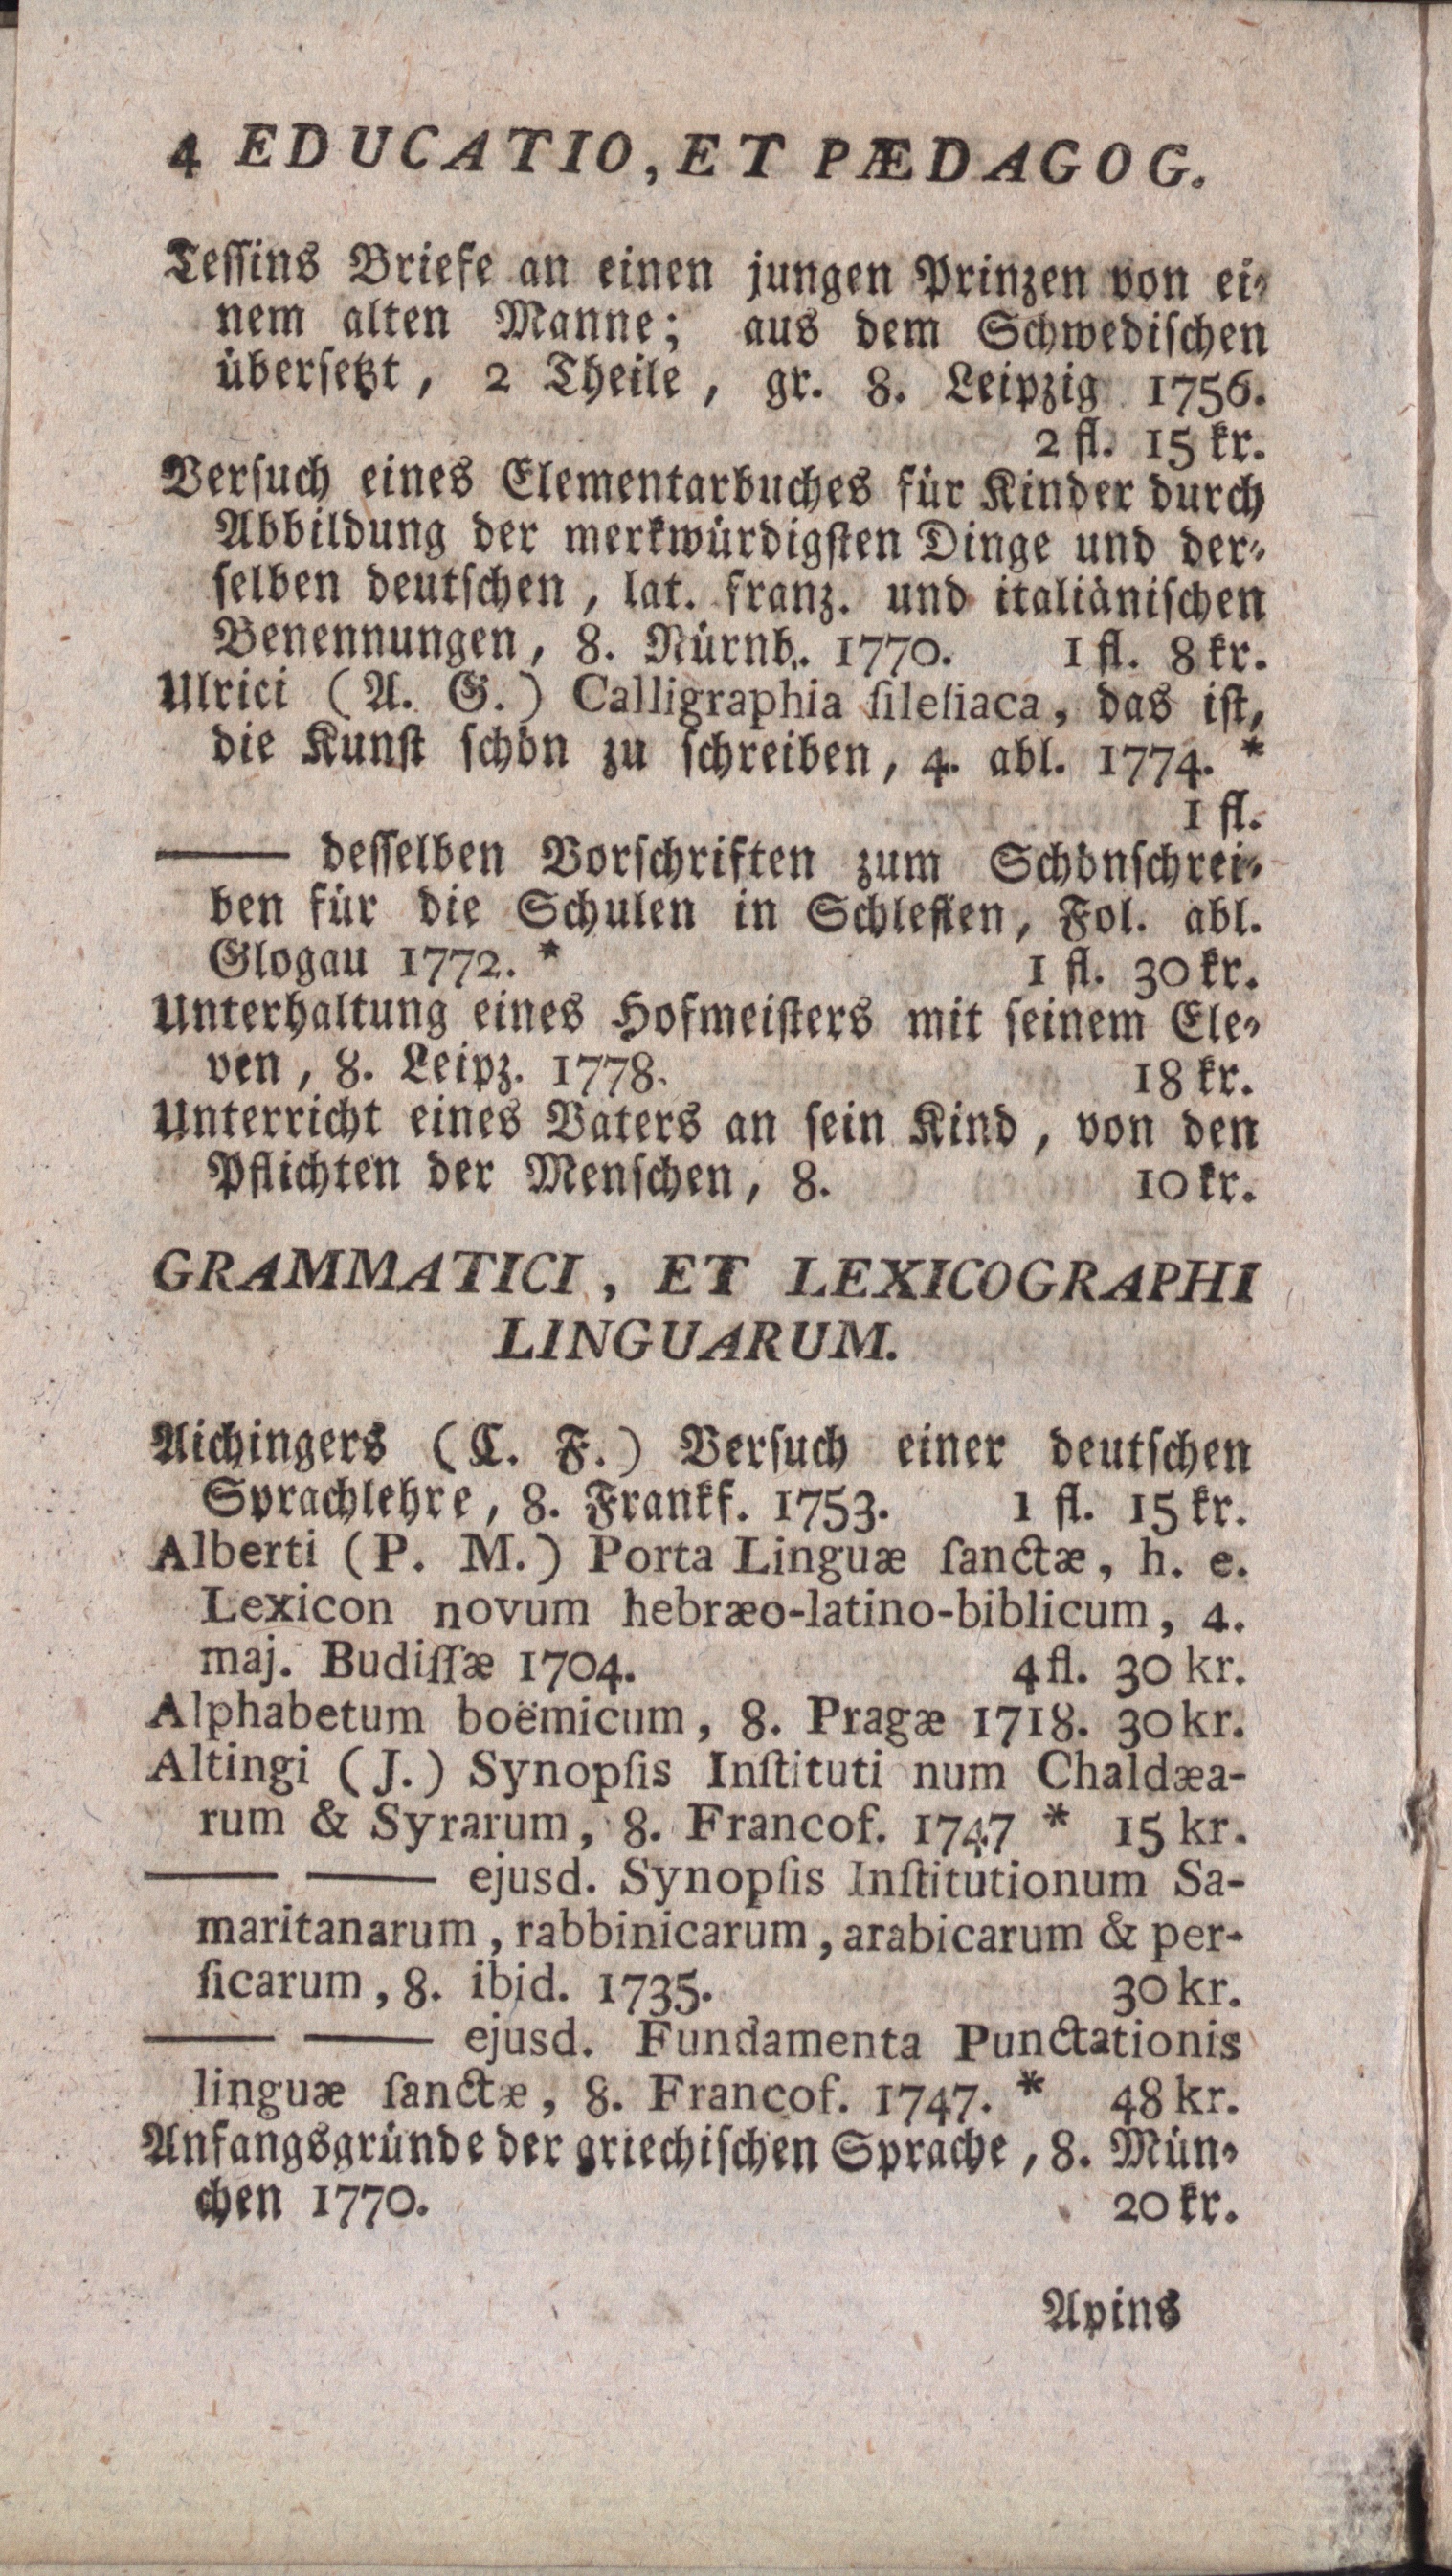 4 EDUCATIO, ET PÆDAGOG.
Teſſins Briefe an einen jungen Prinzen von ei⸗
nem alten Manne; aus dem Schwediſchen
überſetzt, 2 Theile, gr. 8. Leipzig 1756.
2 fl. 15 kr.
Verſuch eines Elementarbuches für Kinder durch
Abbildung der merkwürdigſten Dinge und der⸗
ſelben deutſchen, lat. franz. und italiäniſchen
Benennungen, 8. Nürnb. 1770. 1 fl. 8 kr.
Ulrici (A. G.) Calligraphia ſileſiaca, das iſt,
die Kunſt ſchön zu ſchreiben, 4. abl. 1774. *
1 fl.
—— deſſelben Vorſchriften zum Schönſchrei⸗
ben für die Schulen in Schleſien, Fol. abl.
Glogau 1772. * 1 fl. 30 kr.
Unterhaltung eines Hofmeiſters mit ſeinem Ele⸗
ven, 8. Leipz. 1778. 18 kr.
Unterricht eines Vaters an ſein Kind, von den
Pflichten der Menſchen, 8. 10 kr.
GRAMMATICI, ET LEXICOGRAPHI
LINGUARUM.
Aichingers (C. F.) Verſuch einer deutſchen
Sprachlehre, 8. Frankf. 1753. 1 fl. 15 kr.
Alberti (P. M.) Porta Linguæ ſanctæ, h. e.
Lexicon novum hebræo-latino-biblicum, 4.
maj. Budiſſæ 1704. 4 fl. 30 kr.
Alphabetum boëmicum, 8. Pragæ 1718. 30 kr.
Altingi (J.) Synopſis Inſtituti num Chaldæa-
rum & Syrarum, 8. Francof. 1747 * 15 kr.
—— —— ejusd. Synopſis Inſtitutionum Sa-
maritanarum, rabbinicarum, arabicarum & per-
ſicarum, 8. ibid. 1735. 30 kr.
—— —— ejusd. Fundamenta Punctationis
linguæ ſanctæ, 8. Francof. 1747. * 48 kr.
Anfangsgründe der griechiſchen Sprache, 8. Mün⸗
chen 1770. 20 kr.
Apins